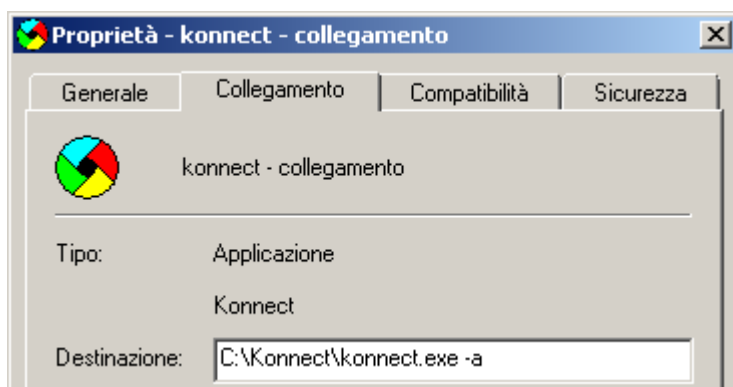 Proprietà - konnect - collegamento
Generale Collegamento Compatibilità Sicurezza
konnect - collegamento
Tipo: Applicazione
Konnect
Destinazione: C:\Konnect\konnect.exe -a